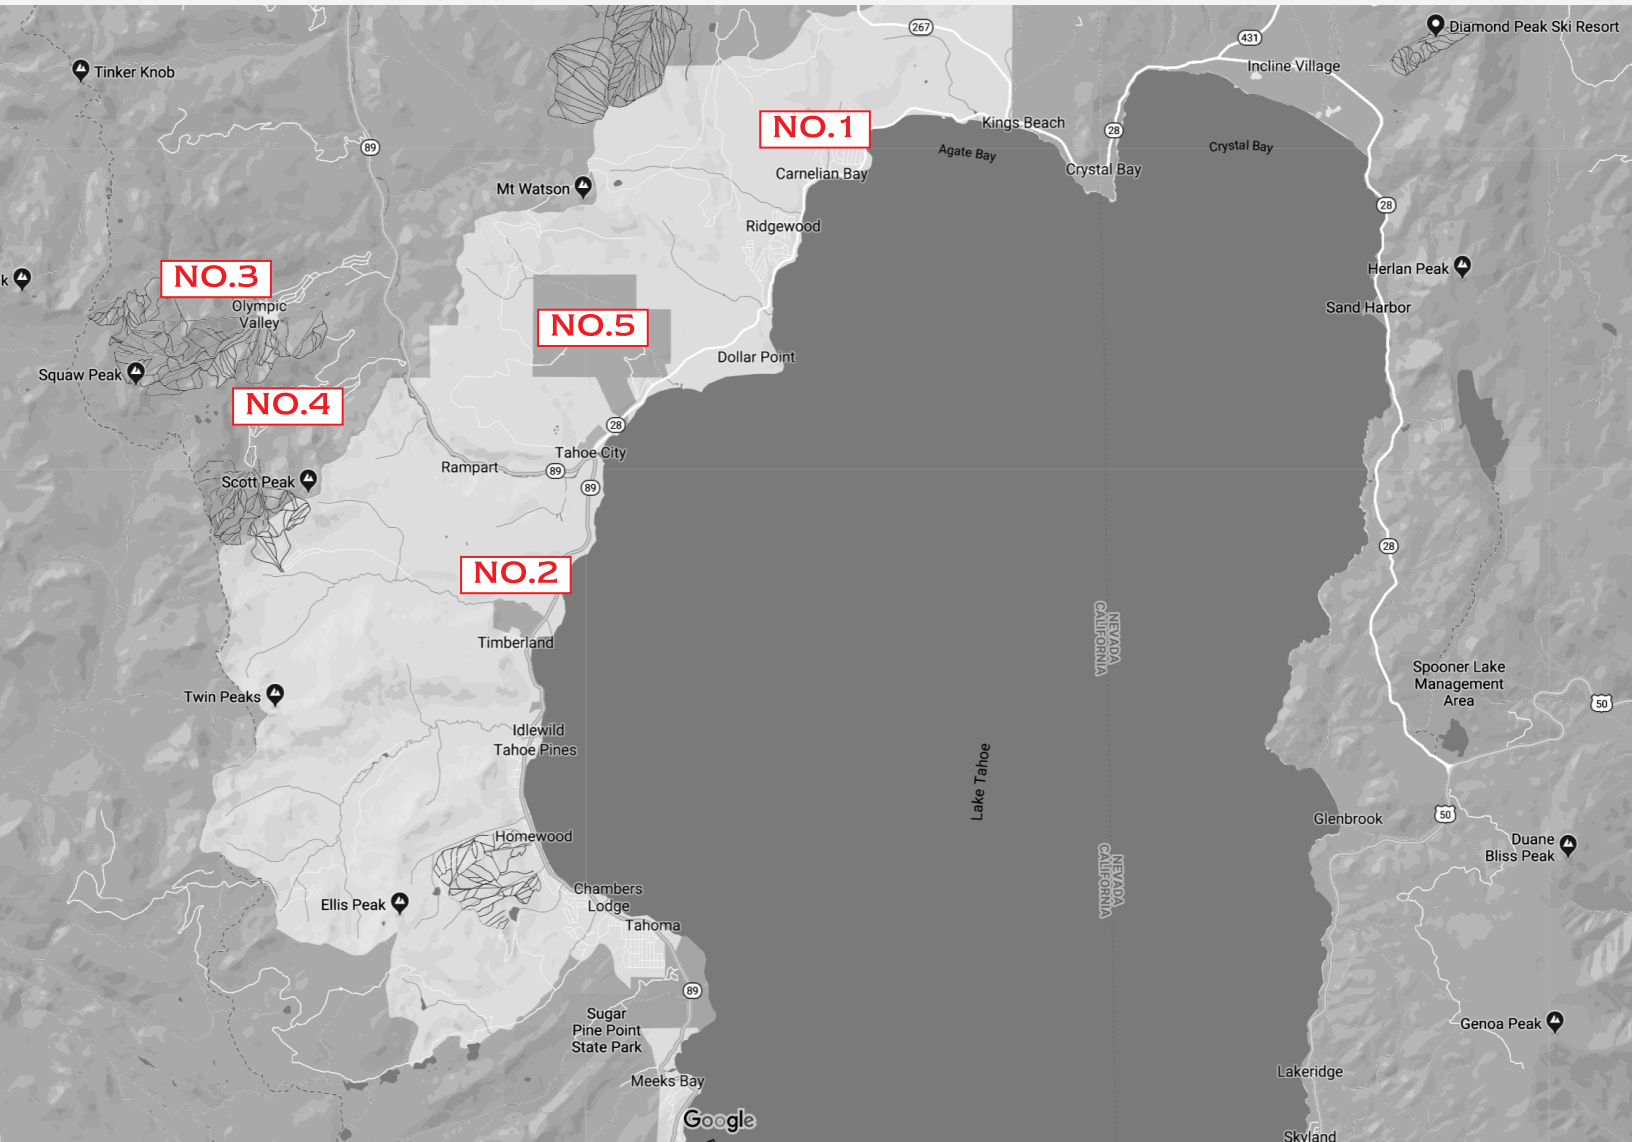 267
Diamond Peak Ski Resort
431
Incline Village
Tinker Knob
NO.1
Kings Beach
28
89
Agate Bay
Crystal Bay
Carnelian Bay
Crystal Bay
Mt Watson
28
Ridgewood
k
NO.3
Herlan Peak
Olympic
Valley
Sand Harbor
NO.5
Dollar Point
Squaw Peak
NO.4
28
Tahoe City
Rampart
89
89
Scott Peak
28
NO.2
NEVADA
CALIFORNIA
Timberland
Spooner Lake
Management
Area
Twin Peaks
50
Idlewild
Tahoe Pines
Lake Tahoe
50
Glenbrook
Homewood
Duane
Bliss Peak
NEVADA
CALIFORNIA
Chambers
Lodge
Ellis Peak
Tahoma
89
Sugar
Pine Point
State Park
Genoa Peak
Lakeridge
Meeks Bay
Google
Skyland